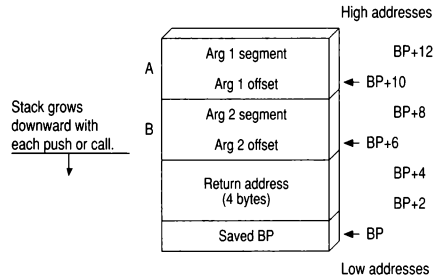 High addresses
Arg 1 segment
BP+12
A
Arg 1 offset
BP+10
Arg 2 segment
BP+8
Stack grows
downward with
each push or call.
B
Arg 2 offset
BP+6
Return address
(4 bytes)
BP+4
BP+2
Saved BP
BP
Low addresses